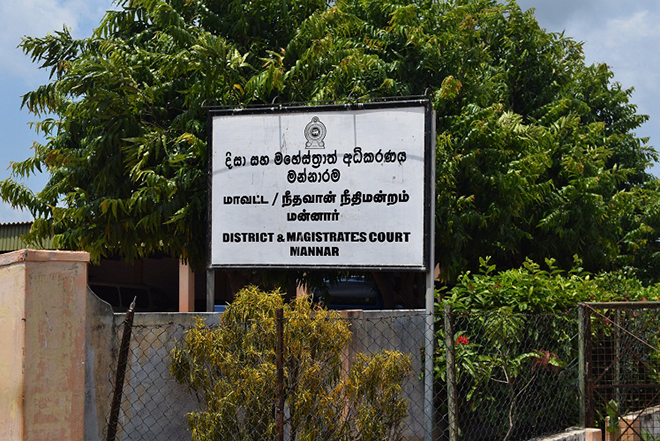 දිසා සහ මහේස්ත්‍රාත් අධිකරණය
මන්නාරම
மாவட்ட / நீதவான் நீதிமன்றம்
மன்னார்
DISTRICT & MAGISTRATES COURT
MANNAR